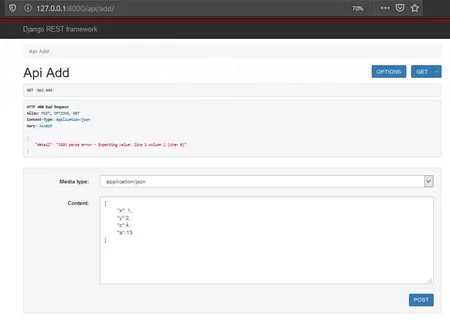 127.0.0.1:8000/api/add/
70%
Django REST framework
Api Add
Api Add
OPTIONS
GET
GET /api/add/
HTTP 400 Bad Request
Allow: POST, OPTIONS, GET
Content-Type: application/json
Vary: Accept
{
"detail": "JSON parse error - Expecting value: line 1 column 1 (char 0)"
}
Media type:
application/json
Content:
{
"x": 1,
"y":2,
"z":4,
"a":13
}
POST